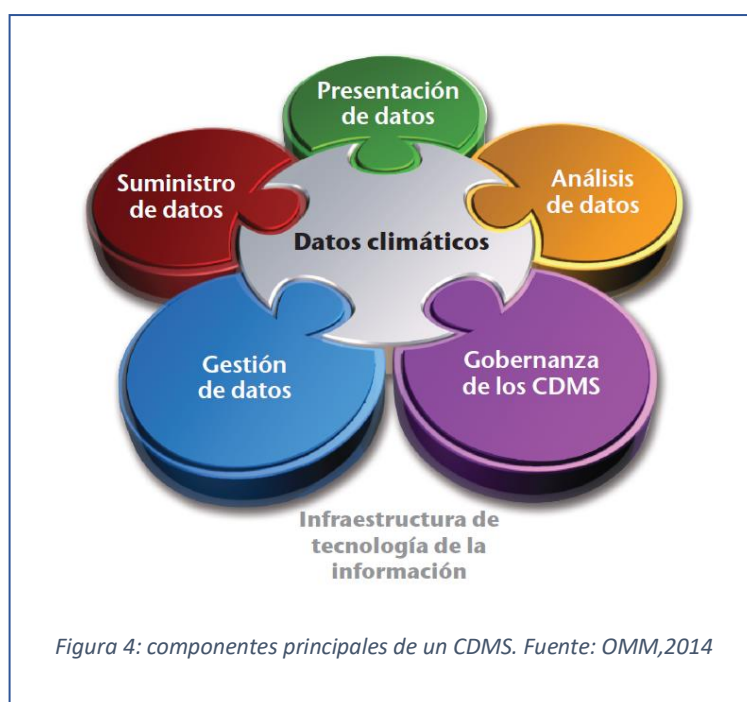 Presentación
de datos
Suministro
de datos
Análisis
de datos
Datos climáticos
Gestión
de datos
Gobernanza
de los CDMS
Infraestructura de
tecnología de la
información
Figura 4: componentes principales de un CDMS. Fuente: OMM,2014